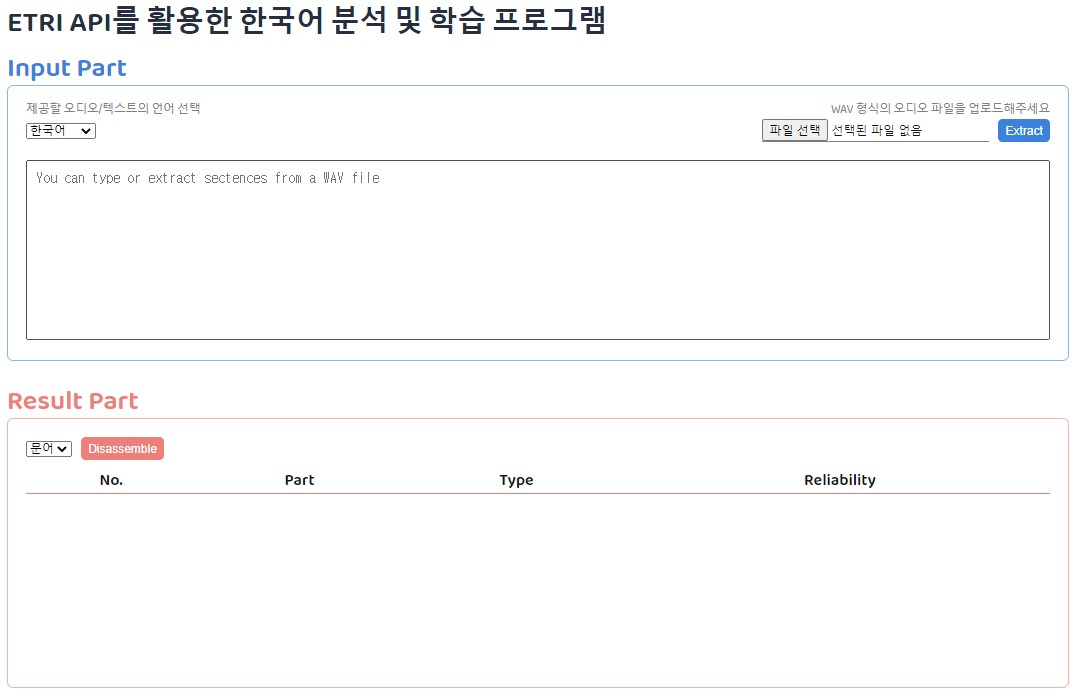 ETRI API를 활용한 한국어 분석 및 학습 프로그램
Input Part
제공할 오디오/텍스트의 언어 선택
WAV 형식의 오디오 파일을 업로드해주세요
한국어
파일 선택 선택된 파일 없음
Extract
You can type or extract sectences from a WAV file
Result Part
문어
Disassemble
No. Part Type Reliability